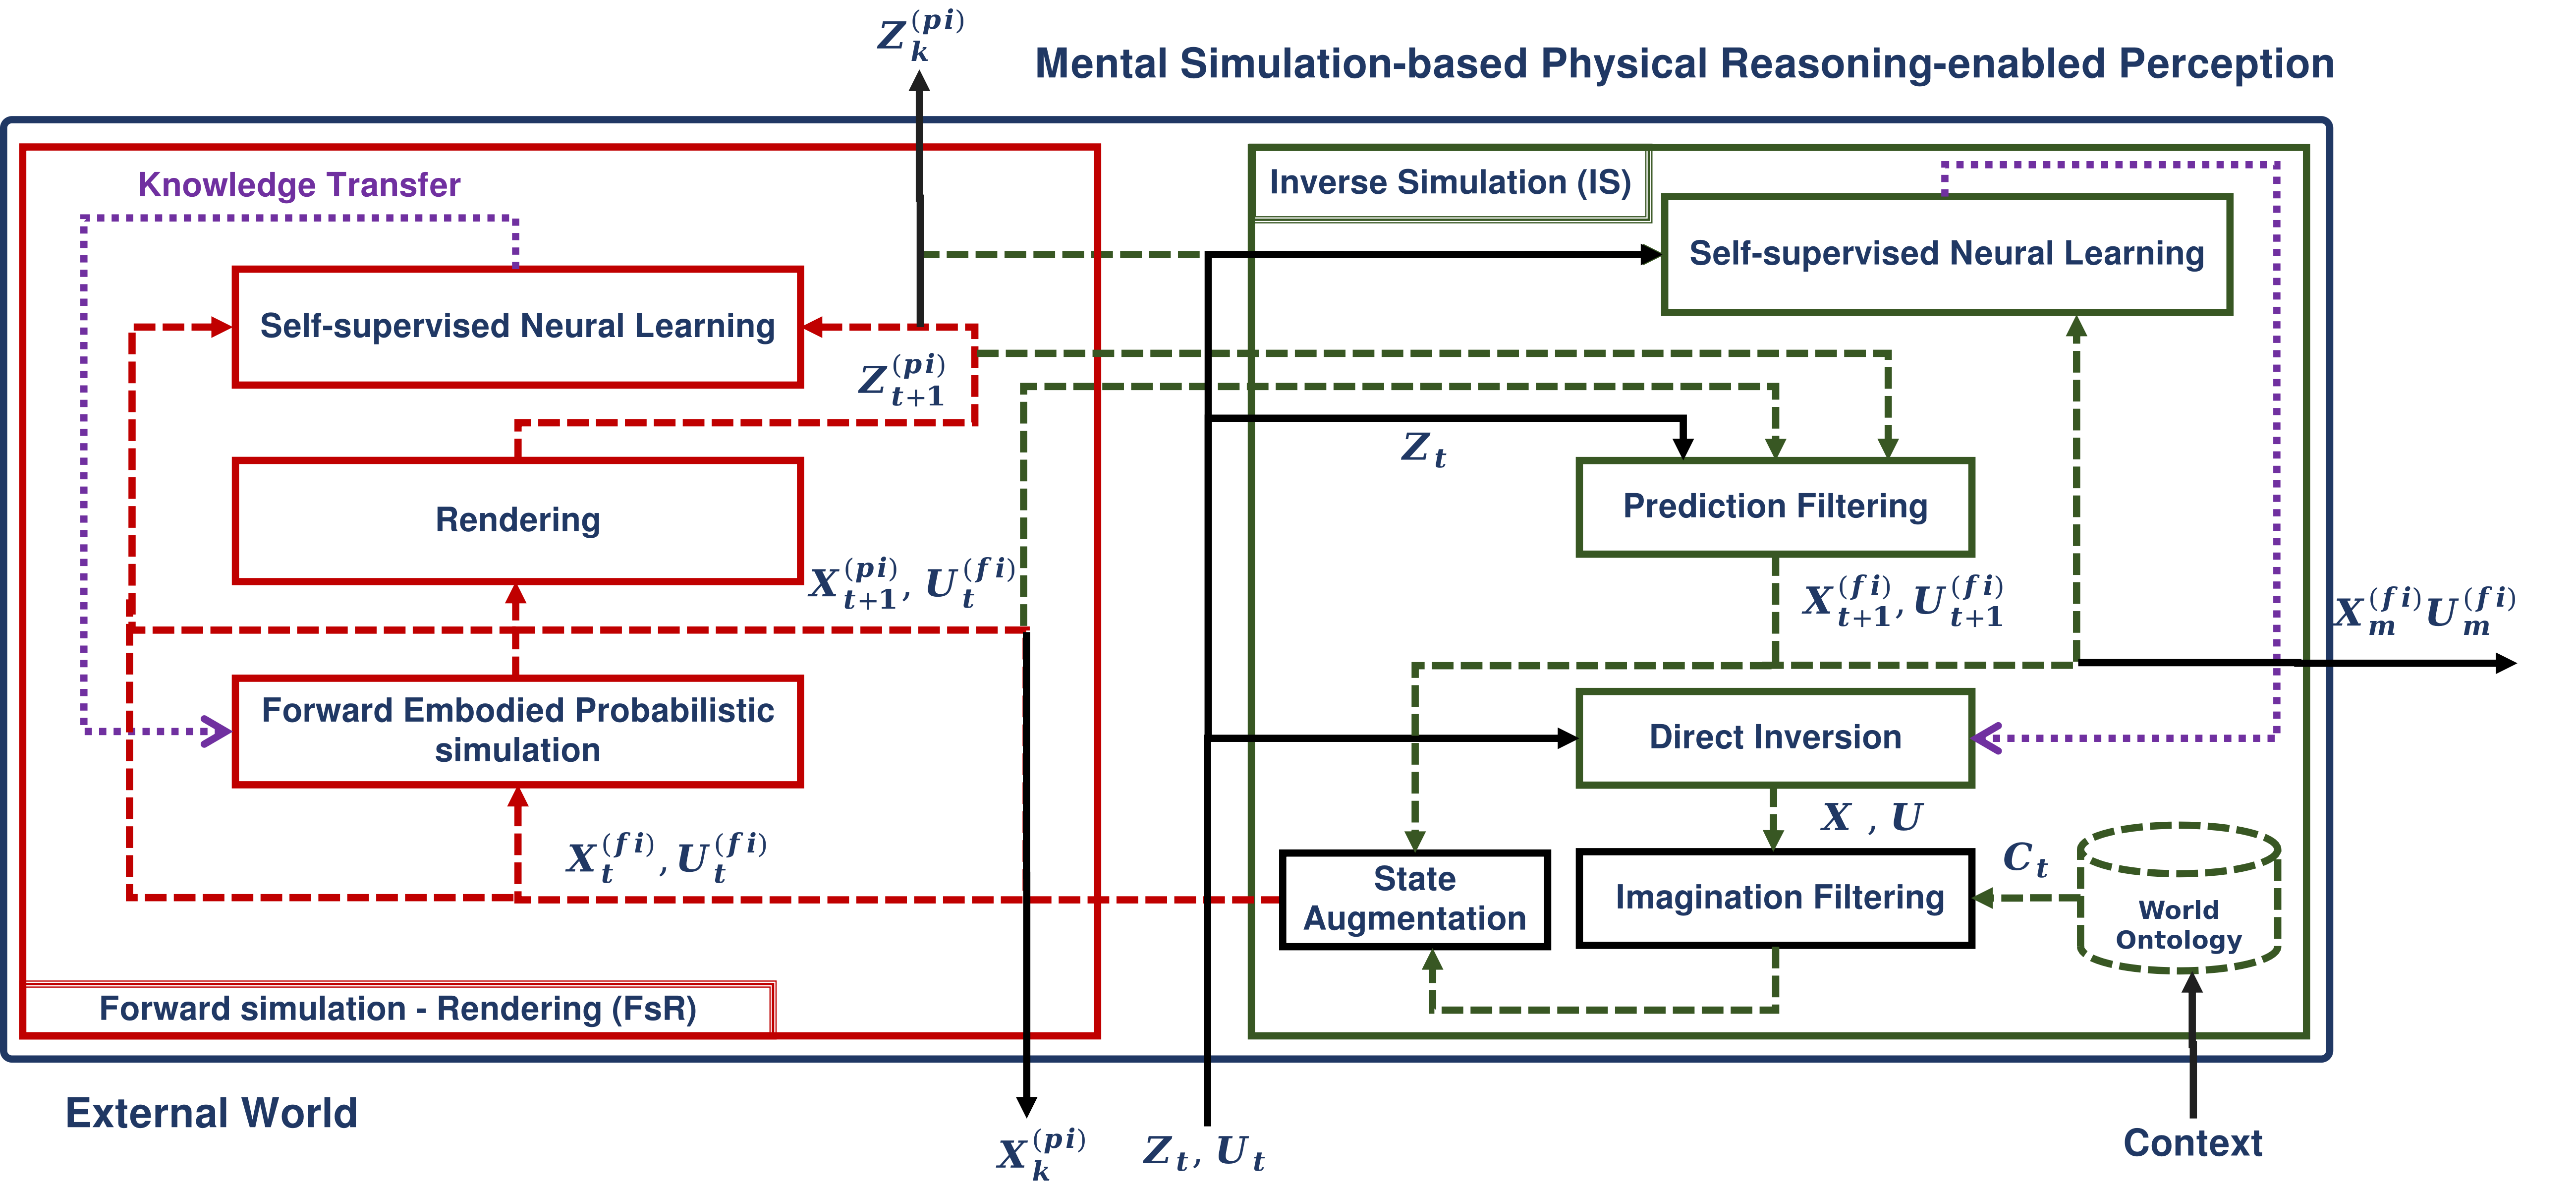 Z_k^(pi)
Mental Simulation-based Physical Reasoning-enabled Perception
Knowledge Transfer
Inverse Simulation (IS)
Self-supervised Neural Learning
Self-supervised Neural Learning
Z_{t+1}^(pi)
Z_t
Rendering
Prediction Filtering
X_{t+1}^(pi), U_t^(fi)
X_{t+1}^(fi), U_{t+1}^(fi)
X_m^(fi) U_m^(fi)
Forward Embodied Probabilistic
simulation
Direct Inversion
X , U
X_t^(fi), U_t^(fi)
C_t
State
Augmentation
Imagination Filtering
World
Ontology
Forward simulation - Rendering (FsR)
External World
X_k^(pi)
Z_t, U_t
Context